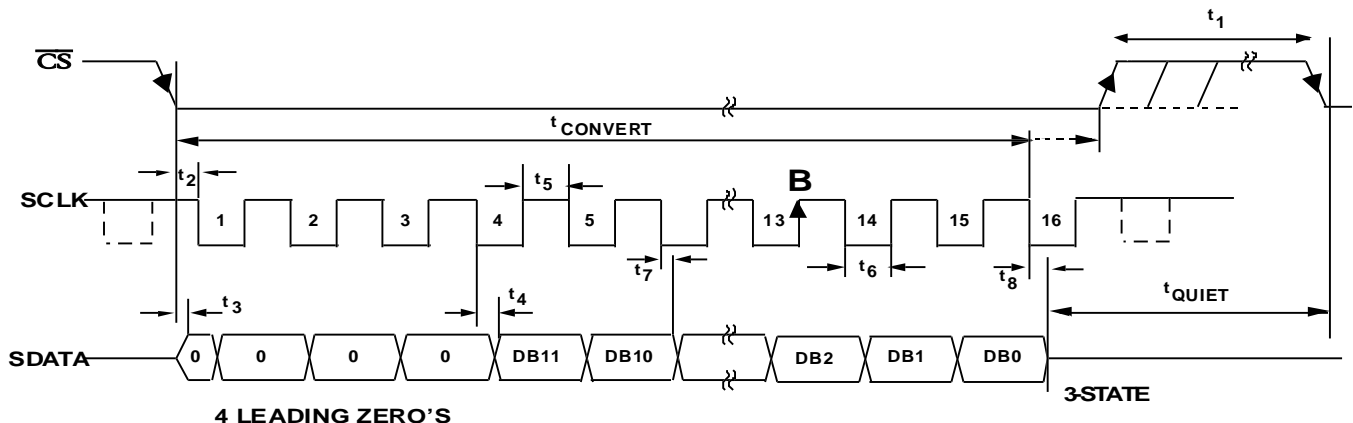 t1
CS
tCONVERT
t2
t5
B
SCLK
1
2
3
4
5
13
14
15
16
t7
t6
t8
t3
t4
tQUIET
SDATA
0
0
0
0
DB11
DB10
DB2
DB1
DB0
3-STATE
4 LEADING ZERO'S